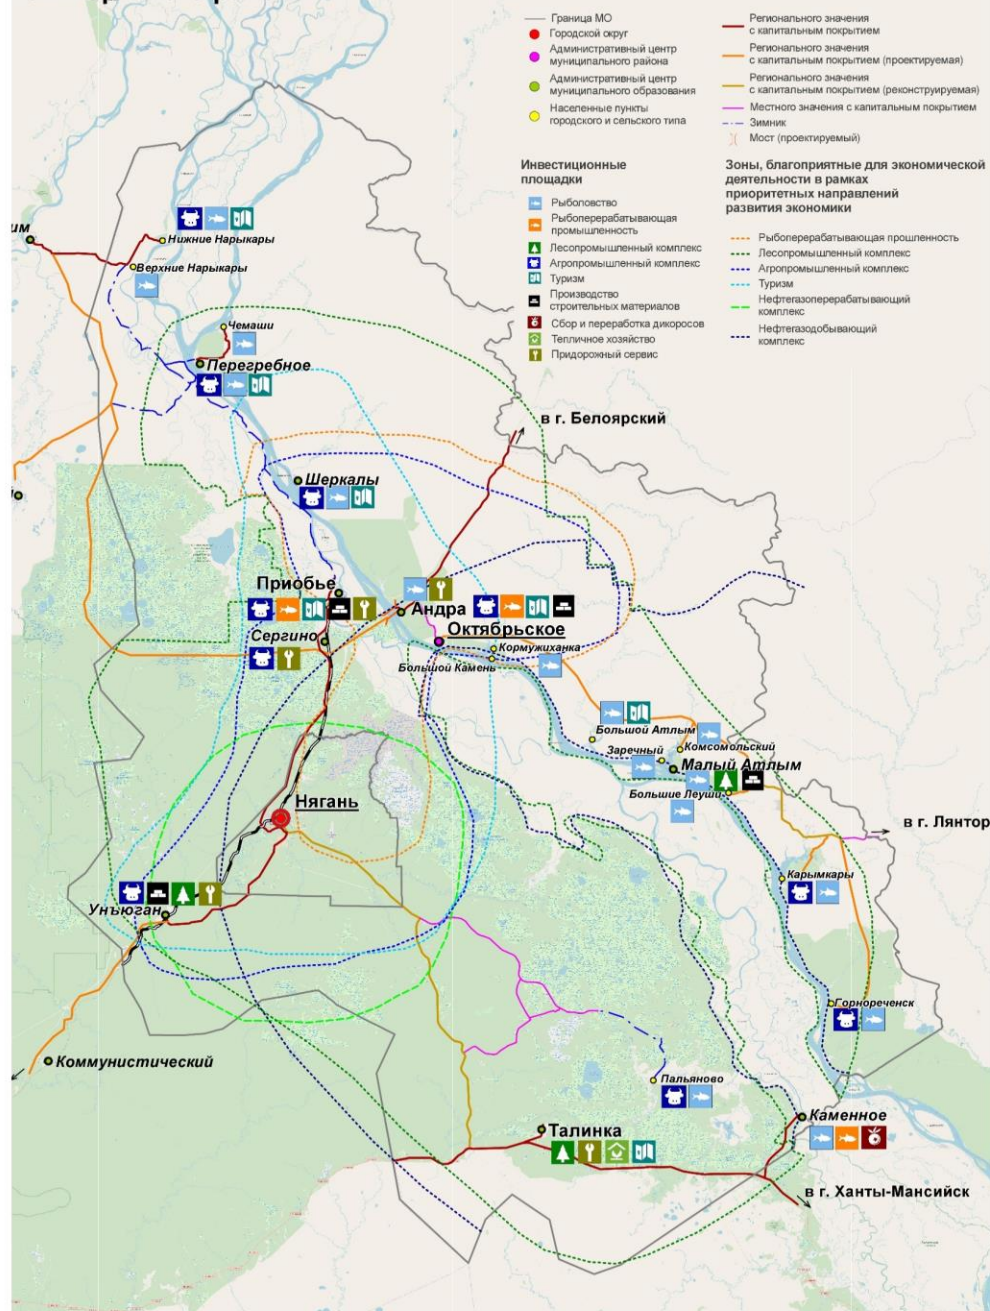 Граница МО
Городской округ
Административный центр
муниципального района
Административный центр
муниципального образования
Населенные пункты
городского и сельского типа
Регионального значения
с капитальным покрытием
Регионального значения
с капитальным покрытием (проектируемая)
Регионального значения
с капитальным покрытием (реконструируемая)
Местного значения с капитальным покрытием
Зимник
Мост (проектируемый)
Инвестиционные
площадки
Рыболовство
Рыбоперерабатывающая
промышленность
Лесопромышленный комплекс
Агропромышленный комплекс
Туризм
Производство
строительных материалов
Сбор и переработка дикоросов
Тепличное хозяйство
Придорожный сервис
Зоны, благоприятные для экономической
деятельности в рамках
приоритетных направлений
развития экономики
Рыбоперерабатывающая прошленность
Лесопромышленный комплекс
Агропромышленный комплекс
Туризм
Нефтегазоперерабатывающий
комплекс
Нефтегазодобывающий
комплекс
им
Нижние Нарыкары
Верхние Нарыкары
Чемаши
Перегребное
в г. Белоярский
Шеркалы
Приобье
Андра
Сергино
Октябрьское
Кормужиханка
Большой Камень
Большой Атлым
Заречный
Комсомольский
Малый Атлым
Большие Леуши
Нягань
в г. Лянтор
Карымкары
Унъюган
Горнореченск
Коммунистический
Пальяново
Каменное
Талинка
в г. Ханты-Мансийск